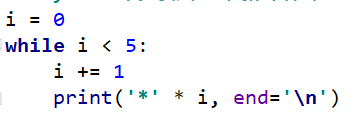 i = 0
while i < 5:
    i += 1
    print('*' * i, end='\n')